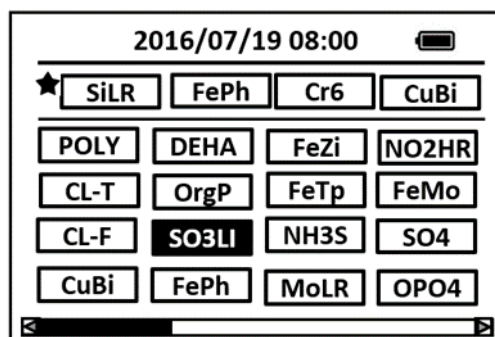 2016/07/19 08:00
SiLR FePh Cr6 CuBi
POLY DEHA FeZi NO2HR
CL-T OrgP FeTp FeMo
CL-F SO3LI NH3S SO4
CuBi FePh MoLR OPO4